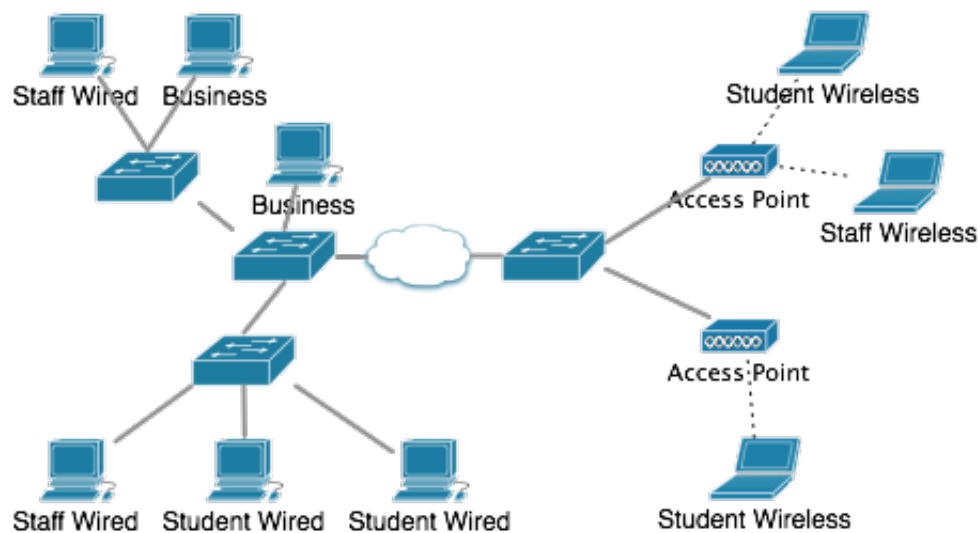 Student Wireless
Staff Wired
Business
Access Point
Business
Staff Wireless
Access Point
Staff Wired
Student Wired
Student Wired
Student Wireless